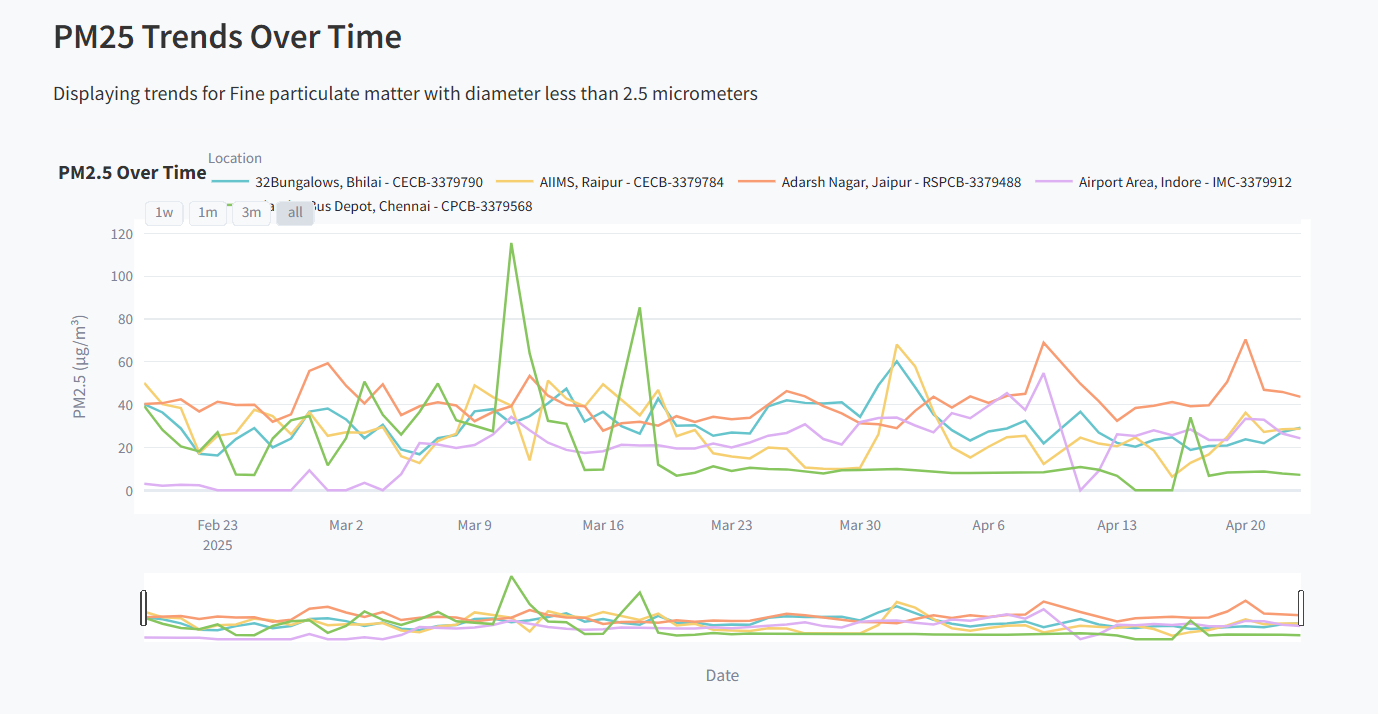 PM25 Trends Over Time
Displaying trends for Fine particulate matter with diameter less than 2.5 micrometers
Location
PM2.5 Over Time
32Bungalows, Bhilai - CECB-3379790 AIIMS, Raipur - CECB-3379784 Adarsh Nagar, Jaipur - RSPCB-3379488 Airport Area, Indore - IMC-3379912
Bus Depot, Chennai - CPCB-3379568
1w 1m 3m all
PM2.5 (µg/m³)
120
100
80
60
40
20
0
Feb 23 Mar 2 Mar 9 Mar 16 Mar 23 Mar 30 Apr 6 Apr 13 Apr 20
2025
Date